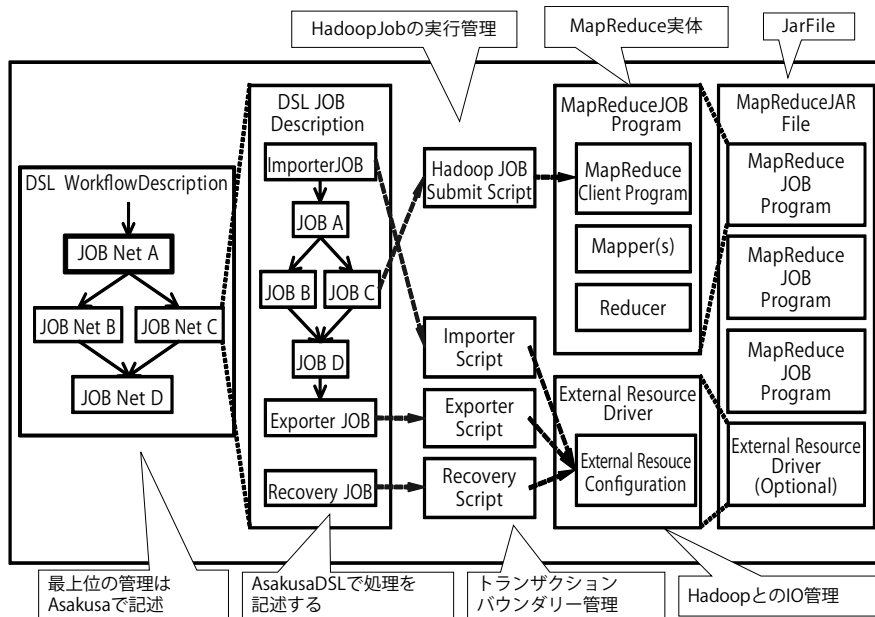 HadoopJobの実行管理
MapReduce実体
JarFile
DSL WorkflowDescription
JOB Net A
JOB Net B
JOB Net C
JOB Net D
DSL JOB
Description
ImporterJOB
JOB A
JOB B
JOB C
JOB D
Exporter JOB
Recovery JOB
Hadoop JOB
Submit Script
Importer
Script
Exporter
Script
Recovery
Script
MapReduceJOB
Program
MapReduce
Client Program
Mapper(s)
Reducer
External Resource
Driver
External Resouce
Configuration
MapReduceJAR
File
MapReduce
JOB
Program
MapReduce
JOB
Program
MapReduce
JOB
Program
External Resource
Driver
(Optional)
最上位の管理は
Asakusaで記述
AsakusaDSLで処理を
記述する
トランザクション
バウンダリー管理
HadoopとのIO管理